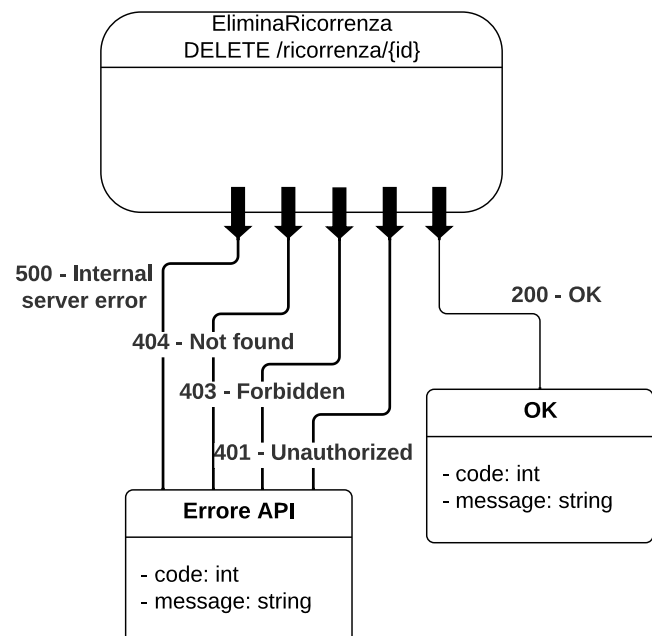 EliminaRicorrenza
DELETE /ricorrenza/{id}
500 - Internal
server error
200 - OK
404 - Not found
403 - Forbidden
401 - Unauthorized
OK
- code: int
- message: string
Errore API
- code: int
- message: string